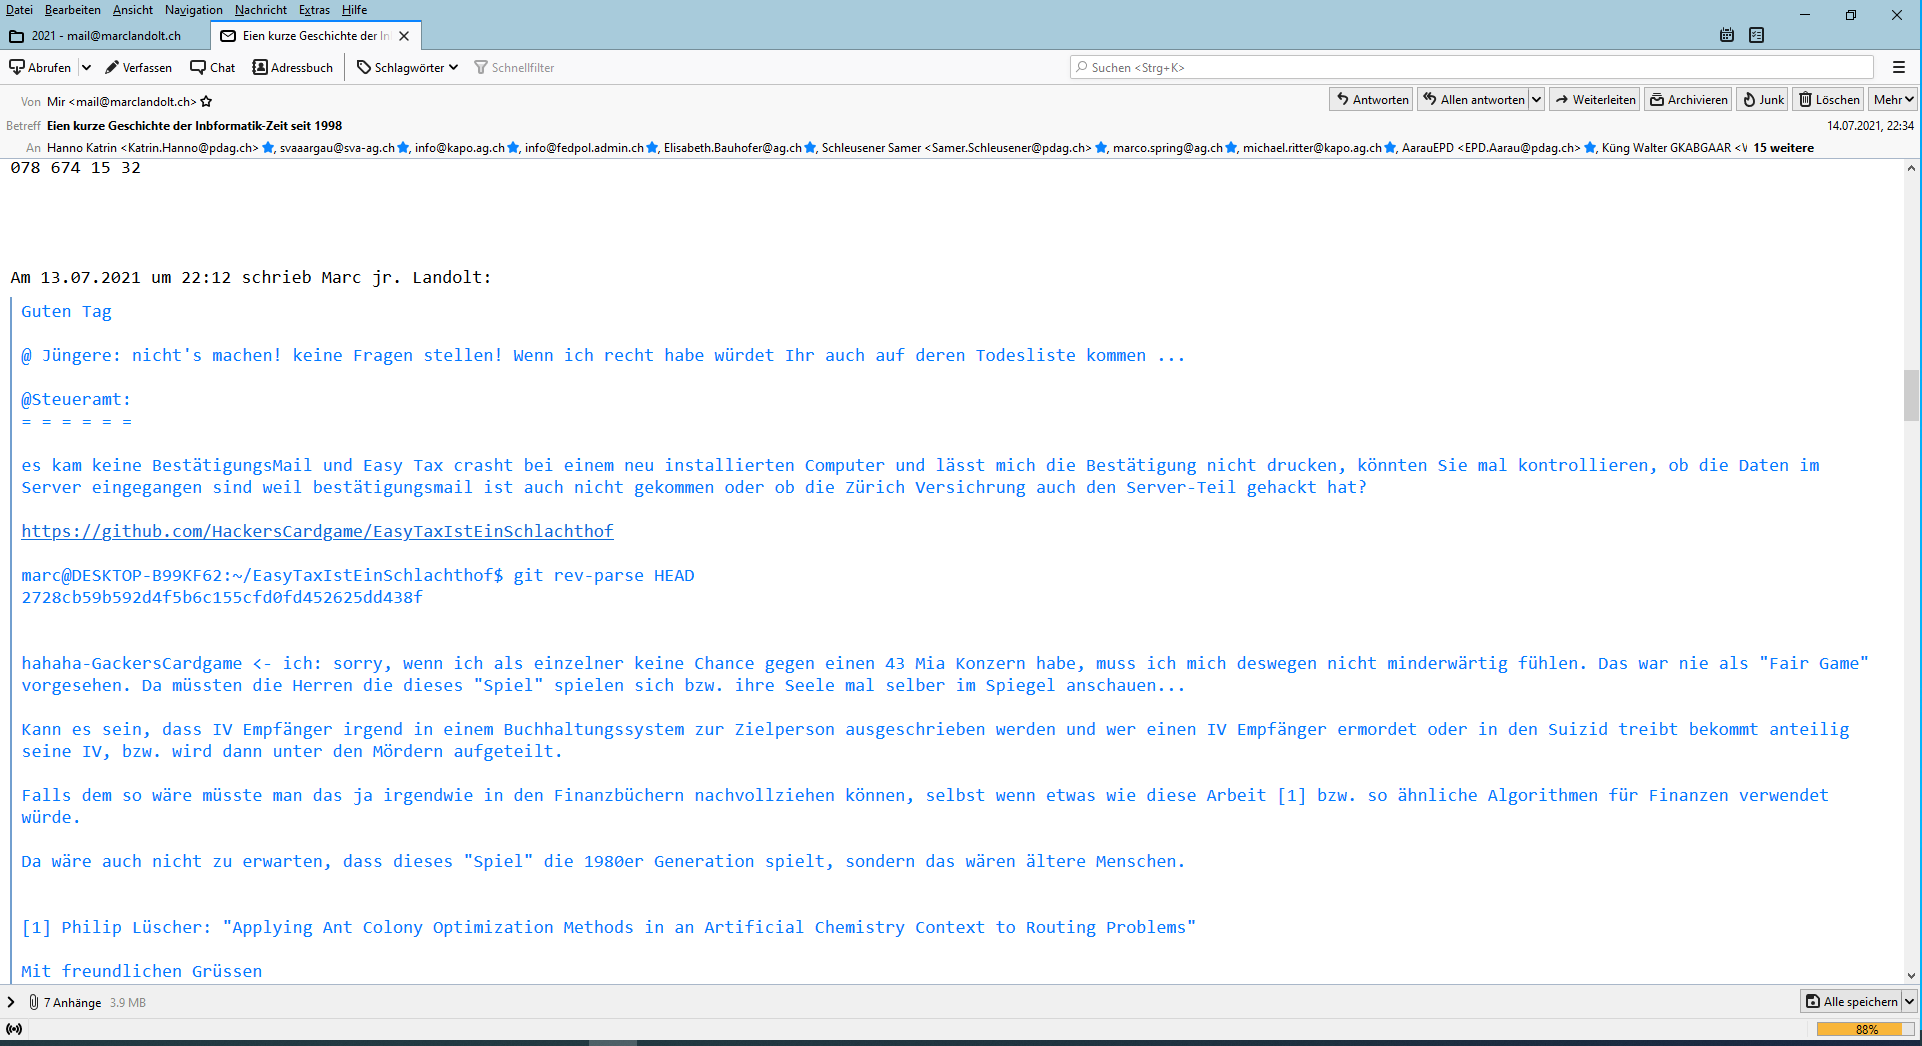 Datei Bearbeiten Ansicht Navigation Nachricht Extras Hilfe
2021 - mail@marclandolt.ch
Eien kurze Geschichte der In
Abrufen Verfassen Chat Adressbuch Schlagwörter Schnellfilter Suchen <Strg+K>
Von Mir <mail@marclandolt.ch>
Antworten Allen antworten Weiterleiten Archivieren Junk Löschen Mehr
Betreff Eien kurze Geschichte der Inbformatik-Zeit seit 1998
14.07.2021, 22:34
An Hanno Katrin <Katrin.Hanno@pdag.ch>, svaaargau@sva-ag.ch, info@kapo.ag.ch, info@fedpol.admin.ch, Elisabeth.Bauhofer@ag.ch, Schleusener Samer <Samer.Schleusener@pdag.ch>, marco.spring@ag.ch, michael.ritter@kapo.ag.ch, AarauEPD <EPD.Aarau@pdag.ch>, Küng Walter GKABGAAR <V 15 weitere
078 674 15 32
Am 13.07.2021 um 22:12 schrieb Marc jr. Landolt:
Guten Tag
@ Jüngere: nicht's machen! keine Fragen stellen! Wenn ich recht habe würdet Ihr auch auf deren Todesliste kommen ...
@Steueramt:
= = = = = =
es kam keine BestätigungsMail und Easy Tax crasht bei einem neu installierten Computer und lässt mich die Bestätigung nicht drucken, könnten Sie mal kontrollieren, ob die Daten im
Server eingegangen sind weil bestätigungsmail ist auch nicht gekommen oder ob die Zürich Versichrung auch den Server-Teil gehackt hat?
https://github.com/HackersCardgame/EasyTaxIstEinSchlachthof
marc@DESKTOP-B99KF62:~/EasyTaxIstEinSchlachthof$ git rev-parse HEAD
2728cb59b592d4f5b6c155cfd0fd452625dd438f
hahaha-GackersCardgame <- ich: sorry, wenn ich als einzelner keine Chance gegen einen 43 Mia Konzern habe, muss ich mich deswegen nicht minderwärtig fühlen. Das war nie als "Fair Game"
vorgesehen. Da müssten die Herren die dieses "Spiel" spielen sich bzw. ihre Seele mal selber im Spiegel anschauen...
Kann es sein, dass IV Empfänger irgend in einem Buchhaltungssystem zur Zielperson ausgeschrieben werden und wer einen IV Empfänger ermordet oder in den Suizid treibt bekommt anteilig
seine IV, bzw. wird dann unter den Mördern aufgeteilt.
Falls dem so wäre müsste man das ja irgendwie in den Finanzbüchern nachvollziehen können, selbst wenn etwas wie diese Arbeit [1] bzw. so ähnliche Algorithmen für Finanzen verwendet
würde.
Da wäre auch nicht zu erwarten, dass dieses "Spiel" die 1980er Generation spielt, sondern das wären ältere Menschen.
[1] Philip Lüscher: "Applying Ant Colony Optimization Methods in an Artificial Chemistry Context to Routing Problems"
Mit freundlichen Grüssen
7 Anhänge 3.9 MB
Alle speichern
88%